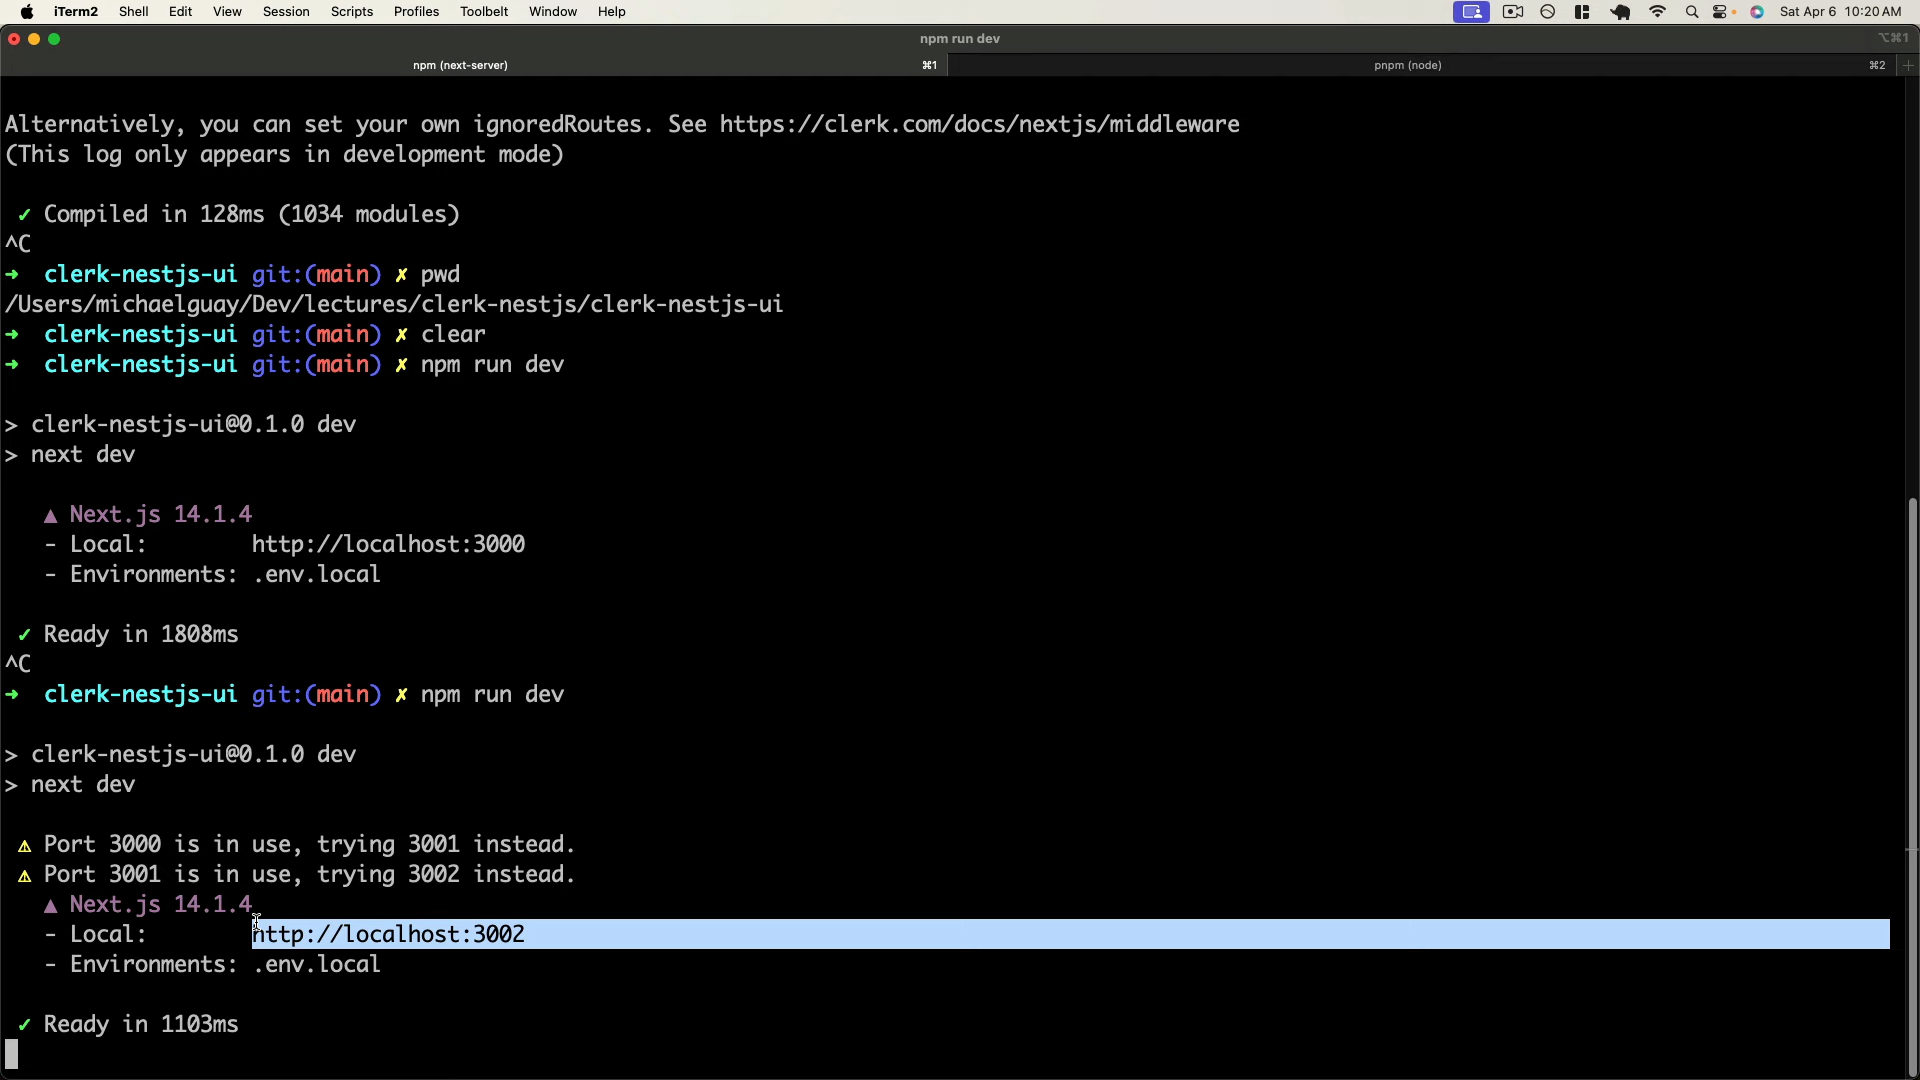 iTerm2 Shell Edit View Session Scripts Profiles Toolbelt Window Help Sat Apr 6 10:20 AM
npm run dev ⌥⌘1
npm (next-server) ⌘1 pnpm (node) ⌘2
Alternatively, you can set your own ignoredRoutes. See https://clerk.com/docs/nextjs/middleware
(This log only appears in development mode)
✓ Compiled in 128ms (1034 modules)
^C
→ clerk-nestjs-ui git:(main) ✗ pwd
/Users/michaelguay/Dev/lectures/clerk-nestjs/clerk-nestjs-ui
→ clerk-nestjs-ui git:(main) ✗ clear
→ clerk-nestjs-ui git:(main) ✗ npm run dev
> clerk-nestjs-ui@0.1.0 dev
> next dev
▲ Next.js 14.1.4
- Local: http://localhost:3000
- Environments: .env.local
✓ Ready in 1808ms
^C
→ clerk-nestjs-ui git:(main) ✗ npm run dev
> clerk-nestjs-ui@0.1.0 dev
> next dev
⚠ Port 3000 is in use, trying 3001 instead.
⚠ Port 3001 is in use, trying 3002 instead.
▲ Next.js 14.1.4
- Local: http://localhost:3002
- Environments: .env.local
✓ Ready in 1103ms